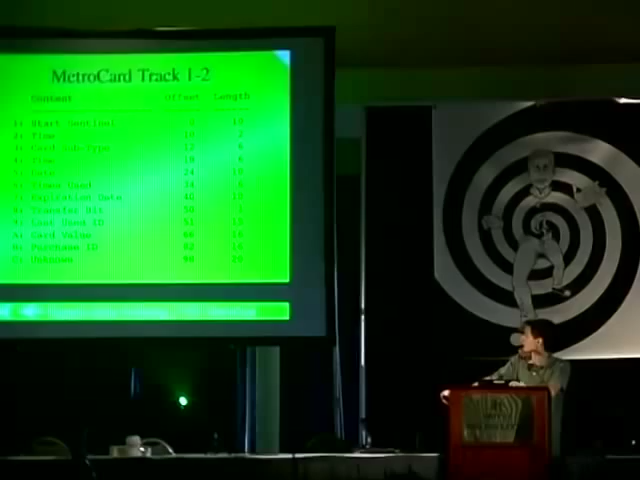 MetroCard Track 1-2
Content Offset Length
1: Start Sentinel 0 10
2: Time 10 2
3: Card Sub-Type 12 6
4: Time 18 6
5: Date 24 10
6: Times Used 34 6
7: Expiration Date 40 10
8: Transfer Bit 50 1
9: Last Used ID 51 15
A: Card Value 66 16
B: Purchase ID 82 16
C: Unknown 98 20